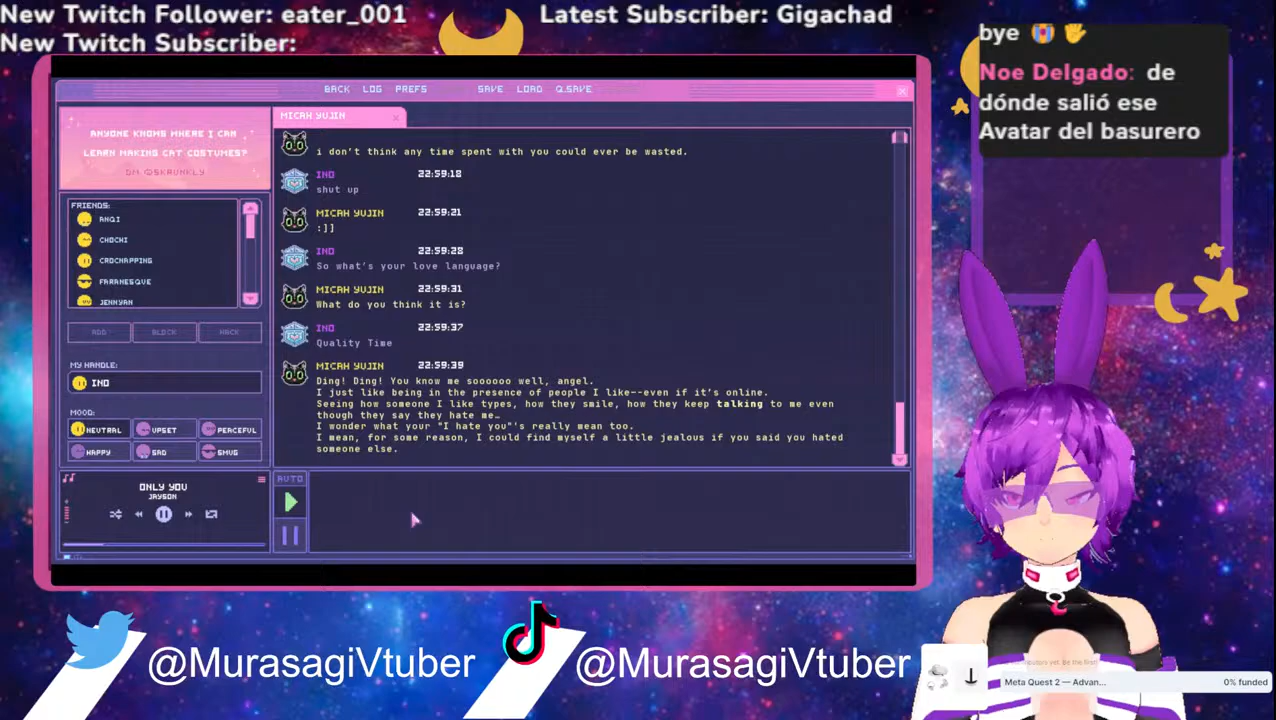 New Twitch Follower: eater_001
Latest Subscriber: Gigachad
New Twitch Subscriber:
bye
Noe Delgado: de
dónde salió ese
Avatar del basurero
BACK LOG PREFS SAVE LOAD Q.SAVE
ANYONE KNOWS WHERE I CAN
LEARN MAKING CAT COSTUMES?
DM @SKRUNKLY
MICAH YUJIN
i don't think any time spent with you could ever be wasted.
INO 22:59:18
shut up
MICAH YUJIN 22:59:21
:]]
INO 22:59:28
So what's your love language?
MICAH YUJIN 22:59:31
What do you think it is?
INO 22:59:37
Quality Time
MICAH YUJIN 22:59:39
Ding! Ding! You know me soooooo well, angel.
I just like being in the presence of people I like--even if it's online.
Seeing how someone I like types, how they smile, how they keep talking to me even
though they say they hate me…
I wonder what your "I hate you"'s really mean too.
I mean, for some reason, I could find myself a little jealous if you said you hated
someone else.
FRIENDS:
ANGI
CHOCHI
CROCNAPPING
FARANESQUE
JENNYAN
ADD BLOCK HACK
MY HANDLE:
INO
MOOD:
NEUTRAL UPSET PEACEFUL
HAPPY SAD SMUG
ONLY YOU
JAYSON
AUTO
@MurasagiVtuber
@MurasagiVtuber
Meta Quest 2 — Advan... 0% funded